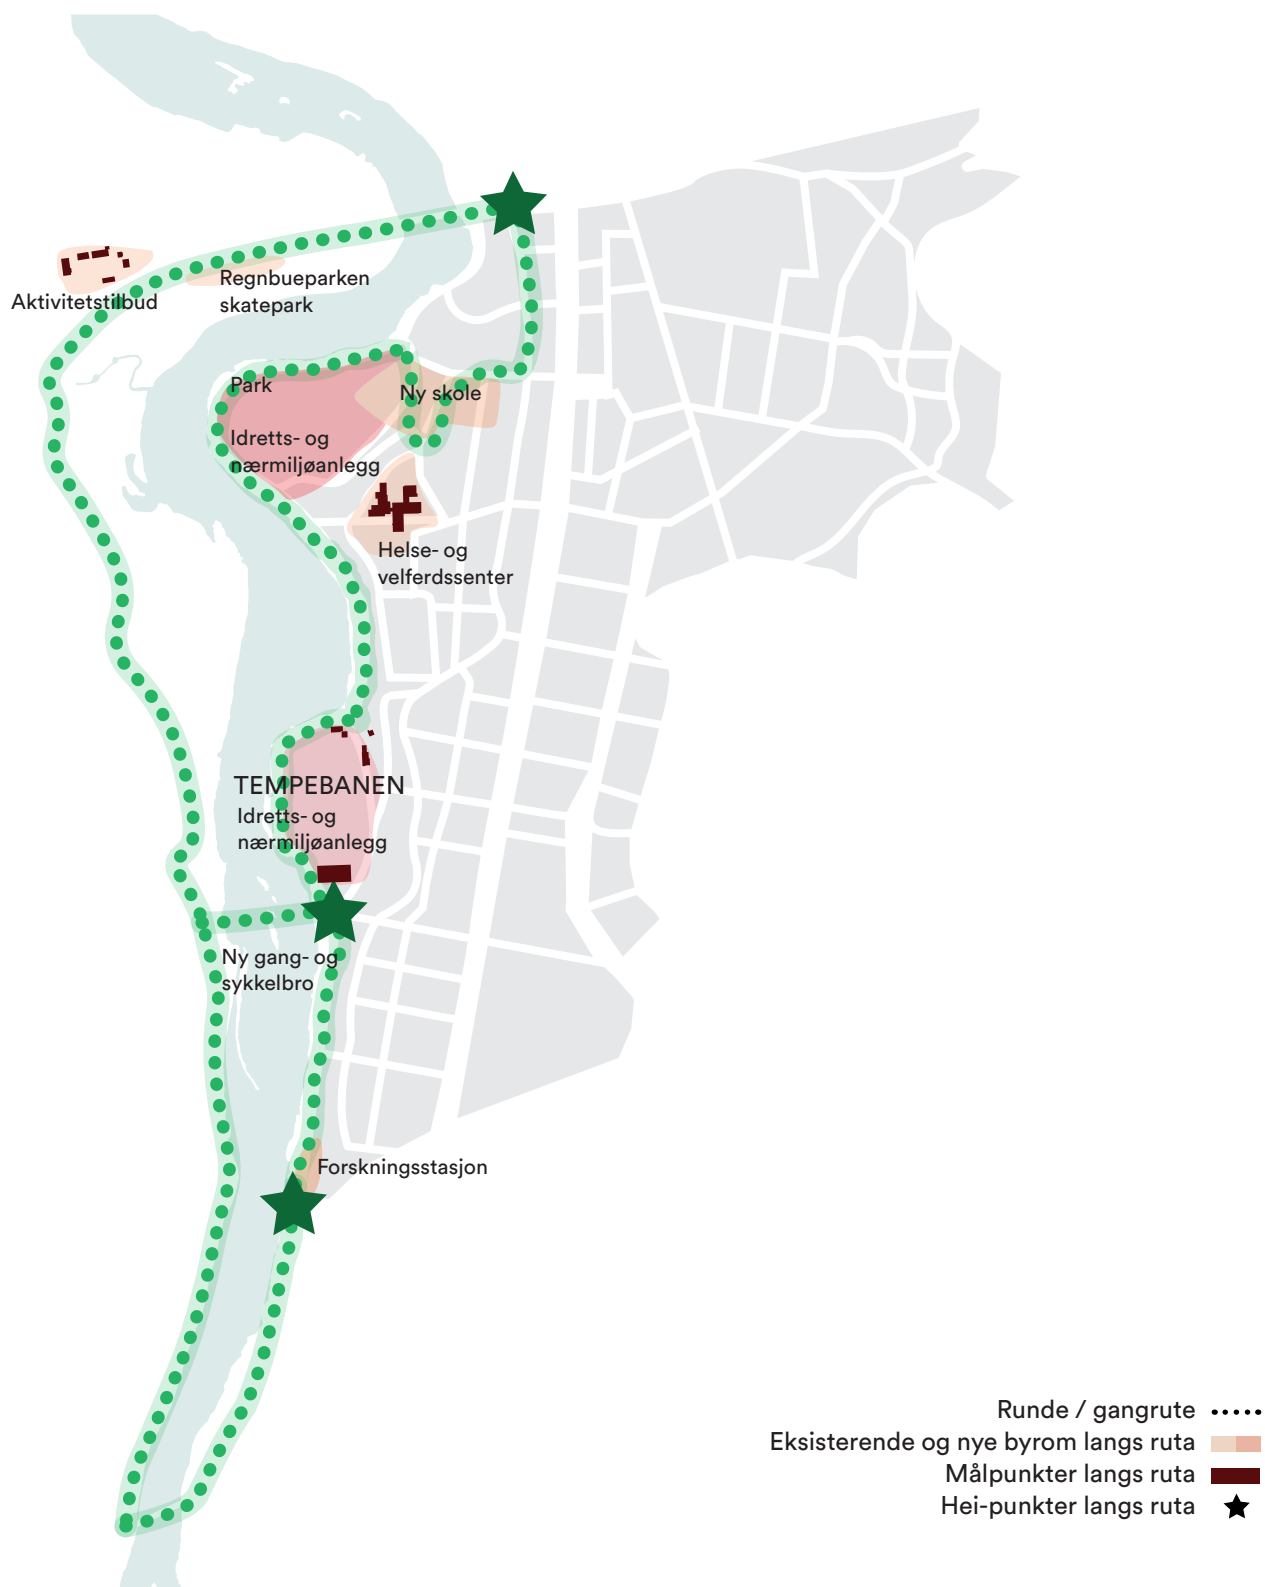 Regnbueparken
skatepark
Aktivitetstilbud
Park
Ny skole
Idretts- og
nærmiljøanlegg
Helse- og
velferdssenter
TEMPEBANEN
Idretts- og
nærmiljøanlegg
Ny gang- og
sykkelbro
Forskningsstasjon
Runde / gangrute
Eksisterende og nye byrom langs ruta
Målpunkter langs ruta
Hei-punkter langs ruta